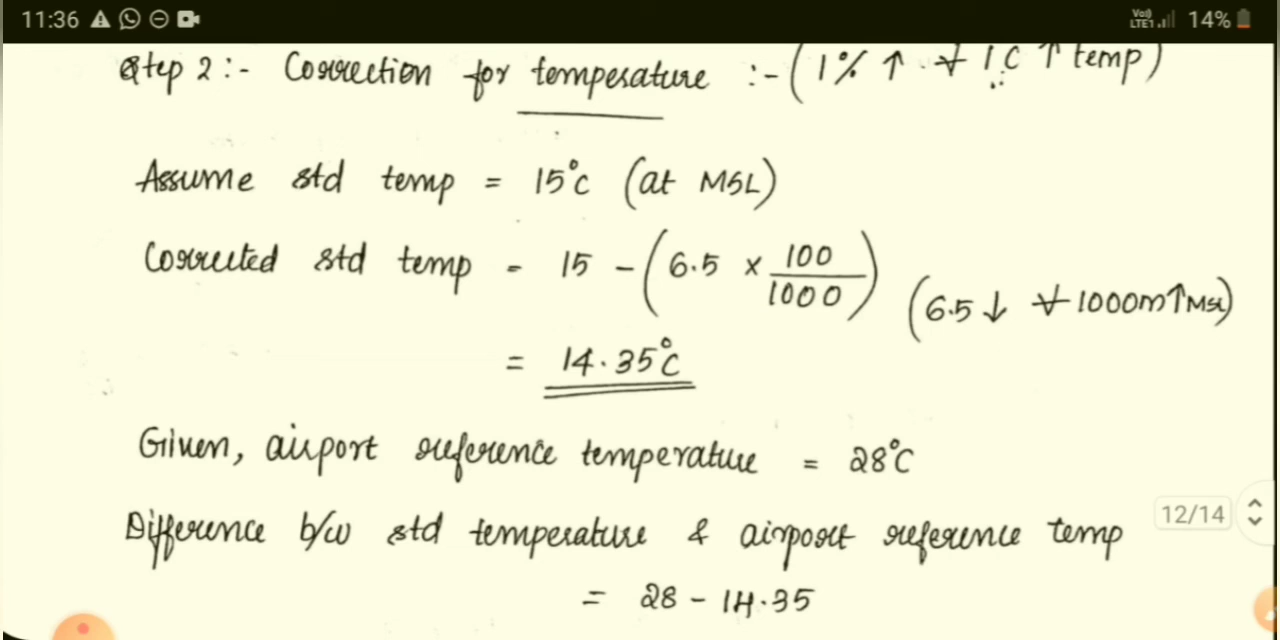 11:36
Vo)) LTE1 14%
Step 2 :- Correction for temperature :- (1% ↑ ∀ 1°C ↑ temp)
Assume std temp = 15°C (at MSL)
Corrected std temp = 15 - (6.5 × 100/1000) (6.5 ↓ ∀ 1000m ↑ MSL)
= 14.35°C
Given, airport reference temperature = 28°C
12/14
Difference b/w std temperature & airport reference temp
= 28 - 14.35